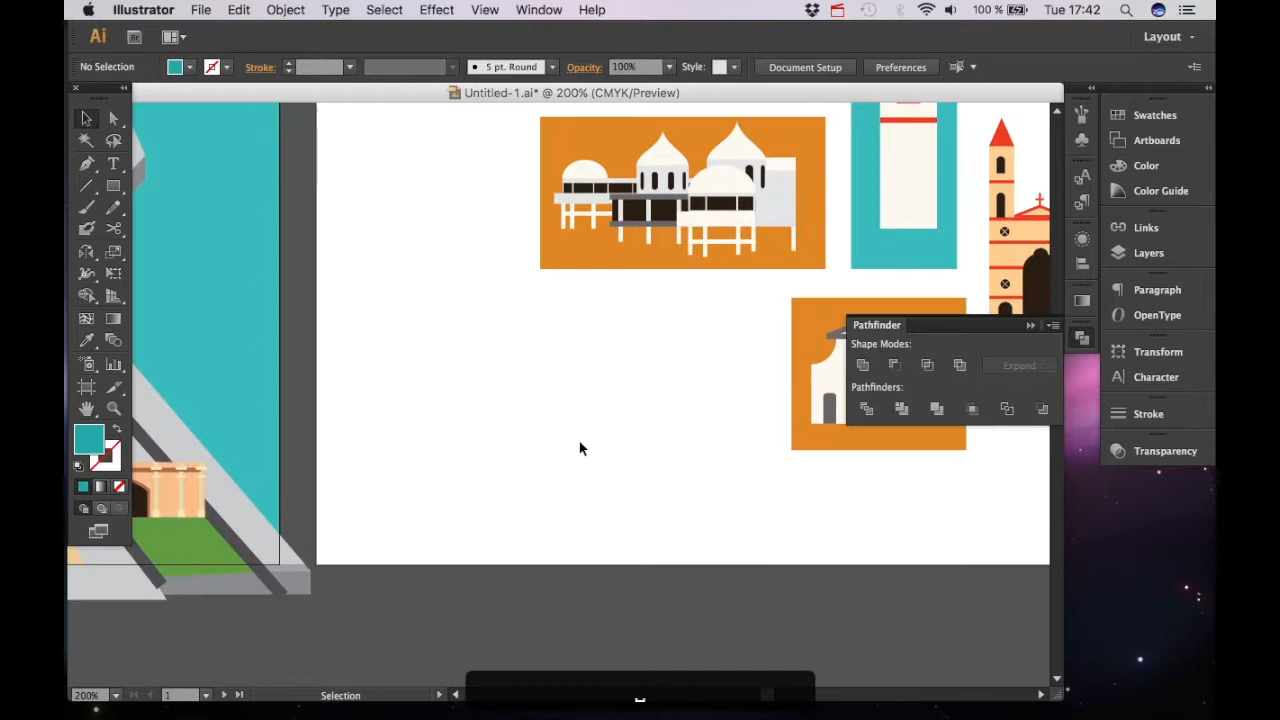 Illustrator File Edit Object Type Select Effect View Window Help 100 % Tue 17:42
Ai Br Layout
No Selection Stroke: 5 pt. Round Opacity: 100% Style: Document Setup Preferences
Untitled-1.ai* @ 200% (CMYK/Preview)
Swatches
Artboards
Color
Color Guide
Links
Layers
Paragraph
OpenType
Transform
Character
Stroke
Transparency
Pathfinder
Shape Modes:
Expand
Pathfinders:
200% 1 Selection